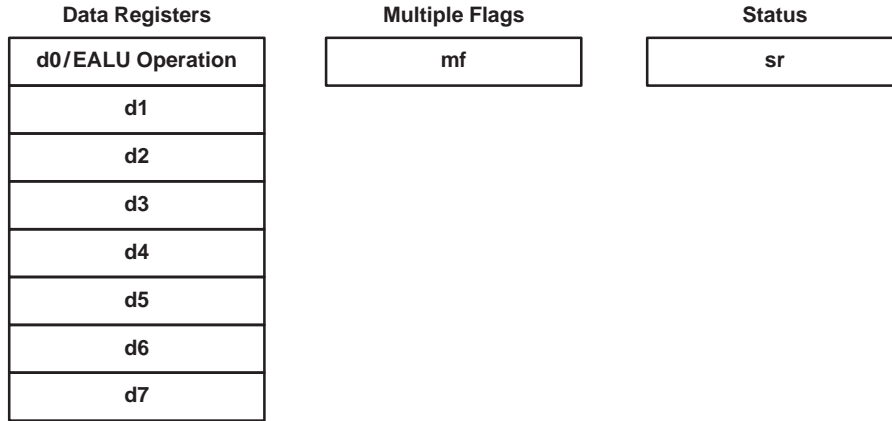 Data Registers
Multiple Flags
Status
d0/EALU Operation
mf
sr
d1
d2
d3
d4
d5
d6
d7